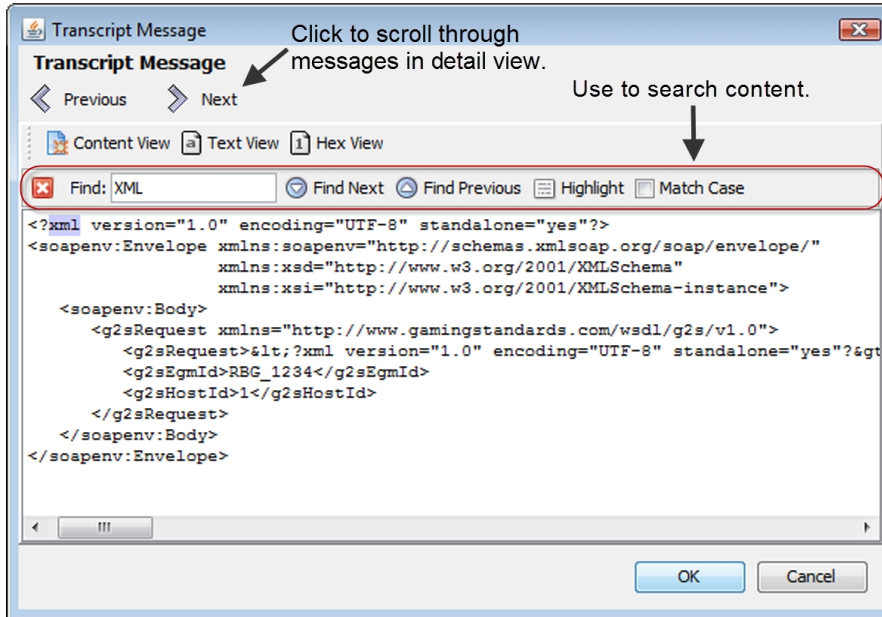 Transcript Message
Click to scroll through
messages in detail view.
Transcript Message
Previous Next
Use to search content.
Content View a Text View 1 Hex View
Find: XML Find Next Find Previous Highlight Match Case
<?xml version="1.0" encoding="UTF-8" standalone="yes"?>
<soapenv:Envelope xmlns:soapenv="http://schemas.xmlsoap.org/soap/envelope/"
xmlns:xsd="http://www.w3.org/2001/XMLSchema"
xmlns:xsi="http://www.w3.org/2001/XMLSchema-instance">
<soapenv:Body>
<g2sRequest xmlns="http://www.gamingstandards.com/wsdl/g2s/v1.0">
<g2sRequest>&lt;?xml version="1.0" encoding="UTF-8" standalone="yes"?&gt
<g2sEgmId>RBG_1234</g2sEgmId>
<g2sHostId>1</g2sHostId>
</g2sRequest>
</soapenv:Body>
</soapenv:Envelope>
OK Cancel